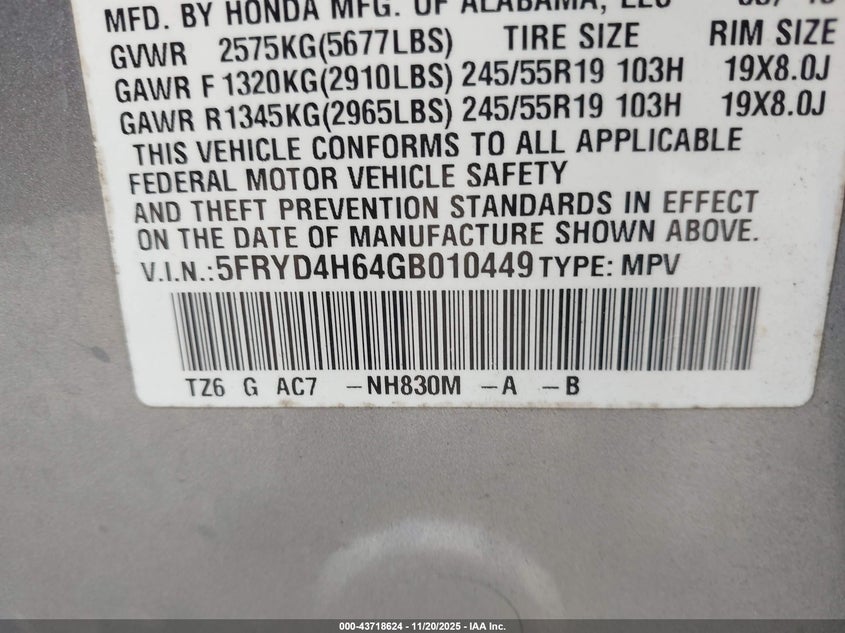 MFD. BY HONDA MFG. OF ALABAMA, LLC
GVWR 2575KG(5677LBS) TIRE SIZE RIM SIZE
GAWR F 1320KG(2910LBS) 245/55R19 103H 19X8.0J
GAWR R1345KG(2965LBS) 245/55R19 103H 19X8.0J
THIS VEHICLE CONFORMS TO ALL APPLICABLE
FEDERAL MOTOR VEHICLE SAFETY
AND THEFT PREVENTION STANDARDS IN EFFECT
ON THE DATE OF MANUFACTURE SHOWN ABOVE.
V.I.N.:5FRYD4H64GB010449 TYPE: MPV
TZ6 G AC7 -NH830M -A -B
000-43718624 - 11/20/2025 - IAA Inc.